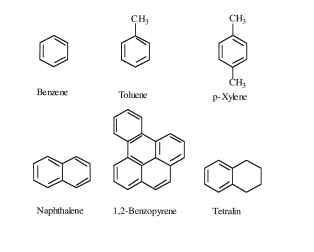 CH3
CH3
CH3
Benzene
Toluene
p-Xylene
Naphthalene
1,2-Benzopyrene
Tetralin